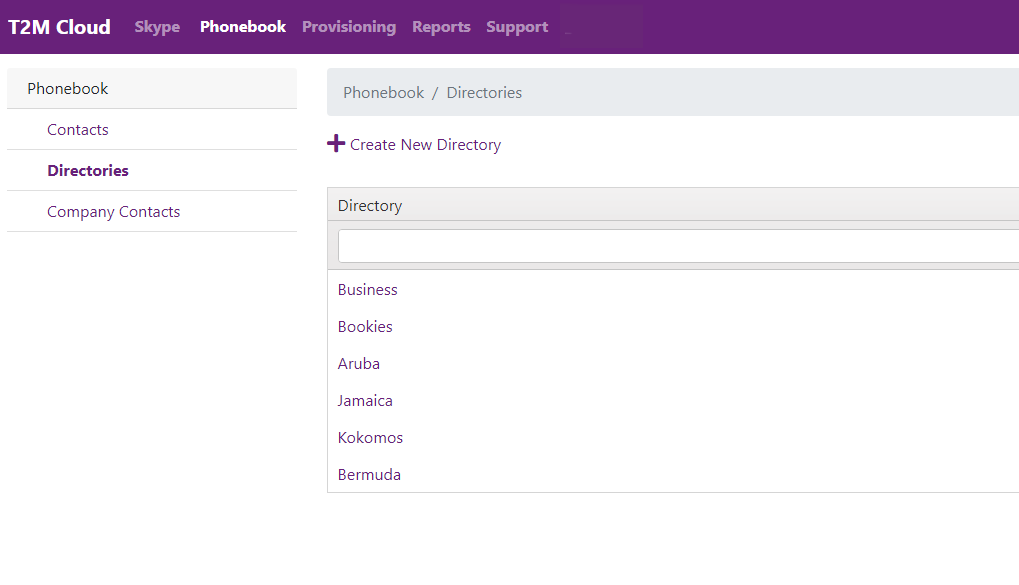 T2M Cloud Skype Phonebook Provisioning Reports Support
Phonebook
Contacts
Directories
Company Contacts
Phonebook / Directories
Create New Directory
Directory
Business
Bookies
Aruba
Jamaica
Kokomos
Bermuda